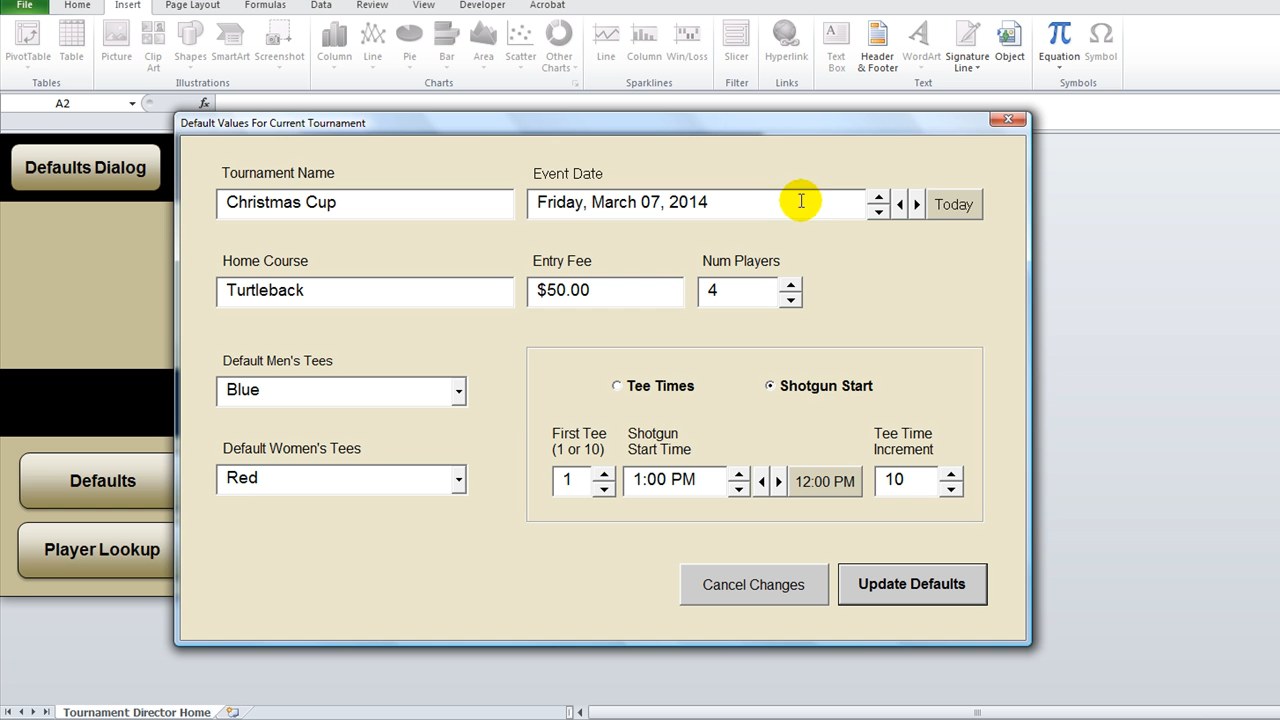 File Home Insert Page Layout Formulas Data Review View Developer Acrobat
PivotTable Table Picture Clip Art Shapes SmartArt Screenshot Column Line Pie Bar Area Scatter Other Charts Line Column Win/Loss Slicer Hyperlink Text Box Header & Footer WordArt Signature Line Object Equation Symbol
Tables Illustrations Charts Sparklines Filter Links Text Symbols
A2 fx
Default Values For Current Tournament
Defaults Dialog
Tournament Name Event Date
Christmas Cup Friday, March 07, 2014 Today
Home Course Entry Fee Num Players
Turtleback $50.00 4
Default Men's Tees
Blue Tee Times Shotgun Start
First Tee (1 or 10) Shotgun Start Time Tee Time Increment
Default Women's Tees
Red 1 1:00 PM 12:00 PM 10
Defaults
Player Lookup
Cancel Changes Update Defaults
Tournament Director Home